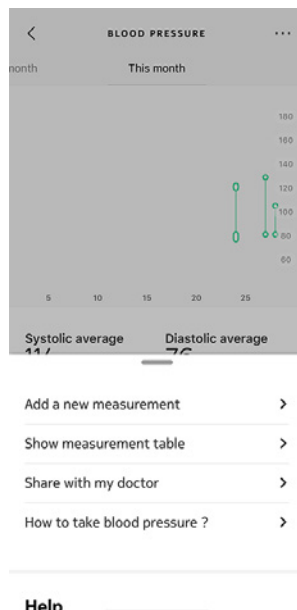 BLOOD PRESSURE
month This month
180
160
140
120
100
80
60
5 10 15 20 25
Systolic average Diastolic average
Add a new measurement
Show measurement table
Share with my doctor
How to take blood pressure ?
Help